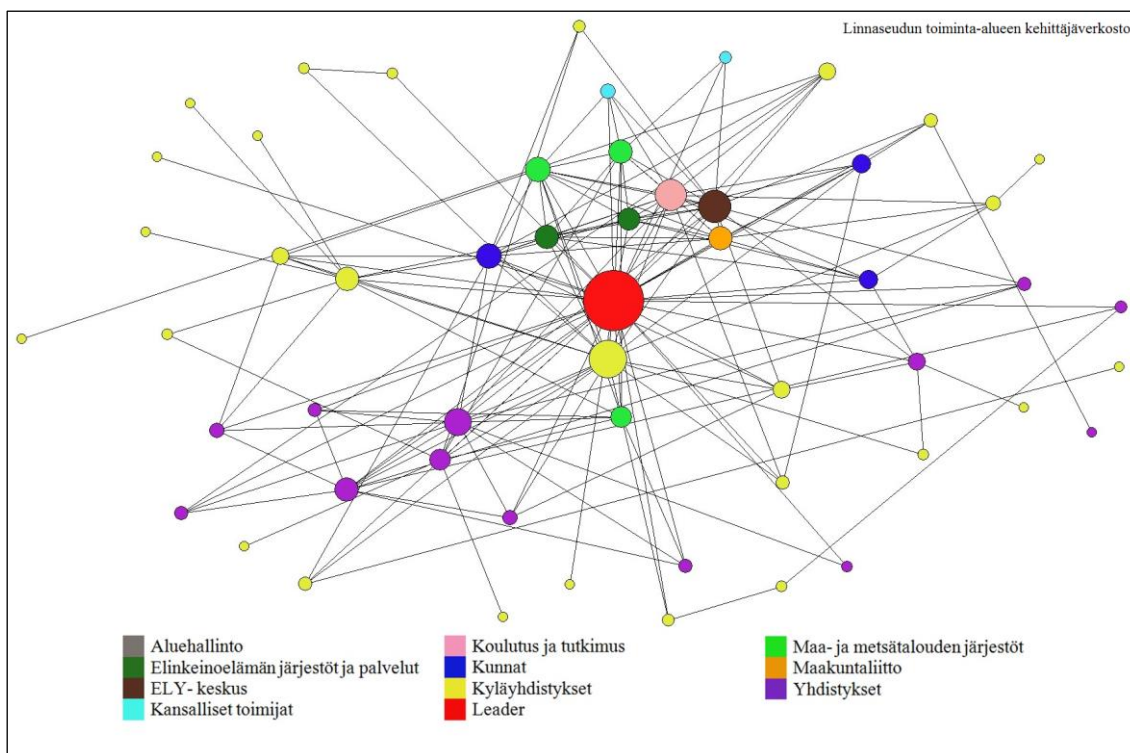 Linnaseudun toiminta-alueen kehittäjäverkosto
Aluehallinto
Elinkeinoelämän järjestöt ja palvelut
ELY- keskus
Kansalliset toimijat
Koulutus ja tutkimus
Kunnat
Kyläyhdistykset
Leader
Maa- ja metsätalouden järjestöt
Maakuntaliitto
Yhdistykset